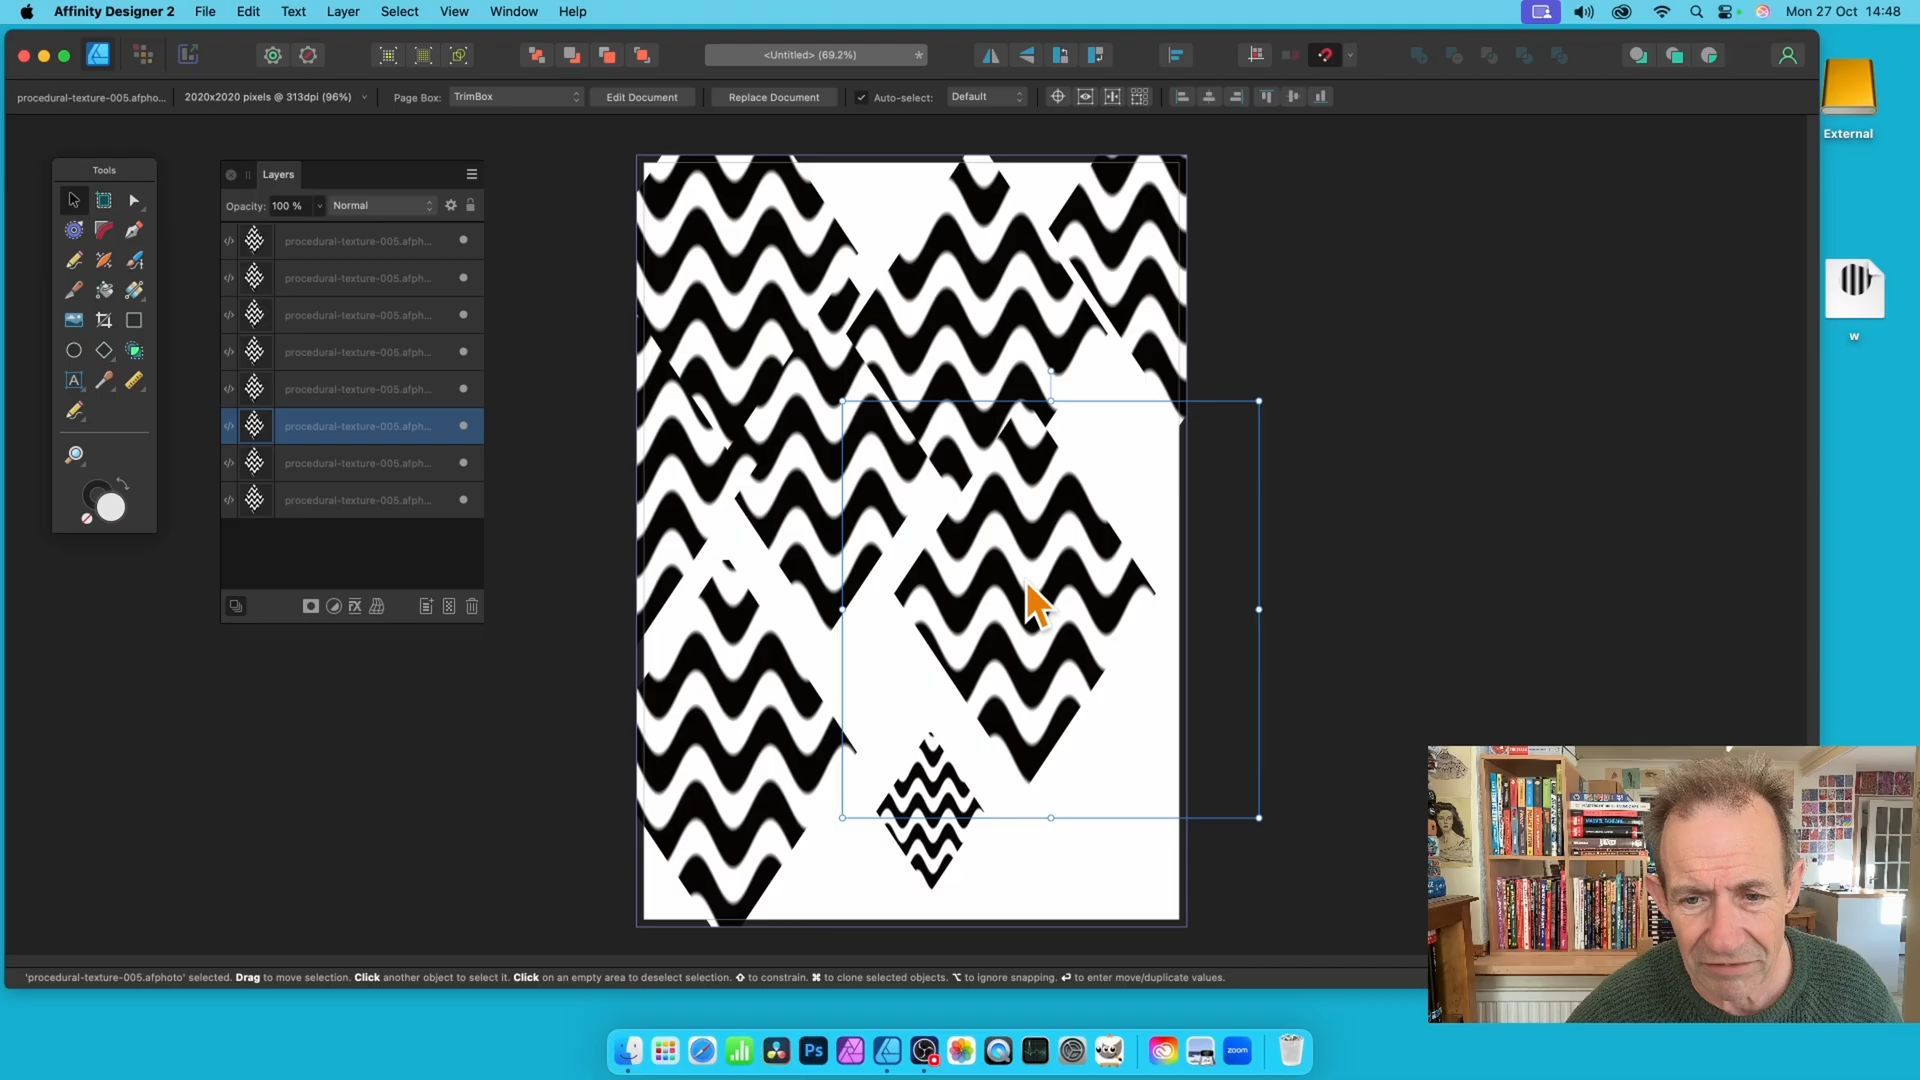 Affinity Designer 2 File Edit Text Layer Select View Window Help
Mon 27 Oct 14:48
<Untitled> (69.2%) *
procedural-texture-005.afpho... 2020x2020 pixels @ 313dpi (96%) Page Box: TrimBox Edit Document Replace Document Auto-select: Default
External
w
Tools
Layers
Opacity: 100 % Normal
procedural-texture-005.afph...
procedural-texture-005.afph...
procedural-texture-005.afph...
procedural-texture-005.afph...
procedural-texture-005.afph...
procedural-texture-005.afph...
procedural-texture-005.afph...
procedural-texture-005.afph...
'procedural-texture-005.afphoto' selected. Drag to move selection. Click another object to select it. Click on an empty area to deselect selection. ⇧ to constrain. ⌘ to clone selected objects. ⌥ to ignore snapping. ⏎ to enter move/duplicate values.
Ps
zoom